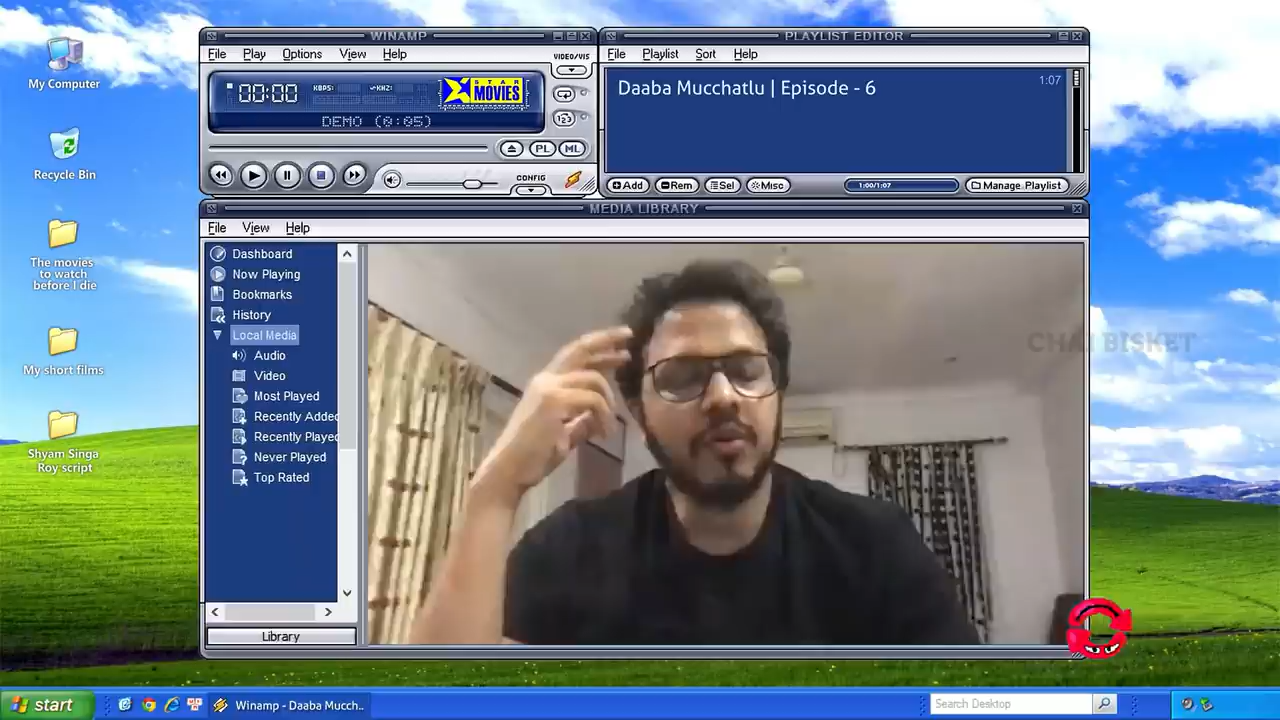 My Computer
Recycle Bin
The movies
to watch
before I die
My short films
Shyam Singa
Roy script
WINAMP
File Play Options View Help
VIDEO/VIS
00:00
KBPS:
KHZ:
STAR
MOVIES
DEMO (0:05)
123
PL
ML
CONFIG
PLAYLIST EDITOR
File Playlist Sort Help
Daaba Mucchatlu | Episode - 6
1:07
Add
Rem
Sel
Misc
1:00/1:07
Manage Playlist
MEDIA LIBRARY
File View Help
Dashboard
Now Playing
Bookmarks
History
Local Media
Audio
Video
Most Played
Recently Added
Recently Playe
Never Played
Top Rated
Library
CHAI BISKET
start
Winamp - Daaba Mucch..
Search Desktop